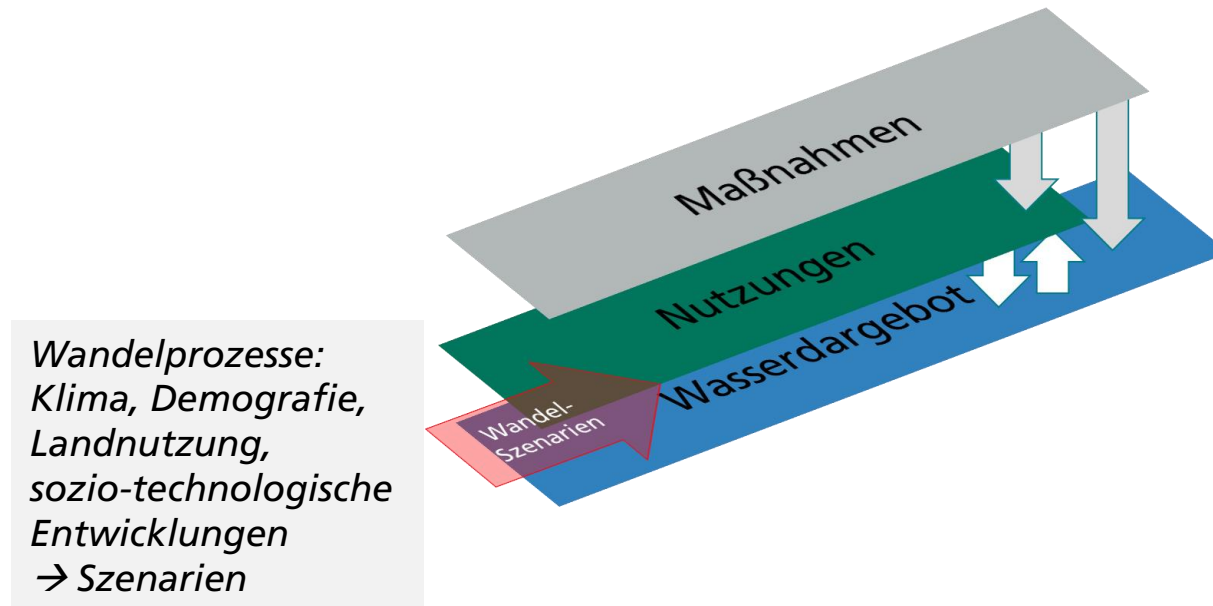 Maßnahmen
Nutzungen
Wasserdargebot
Wandel-
Szenarien
Wandelprozesse:
Klima, Demografie,
Landnutzung,
sozio-technologische
Entwicklungen
→ Szenarien